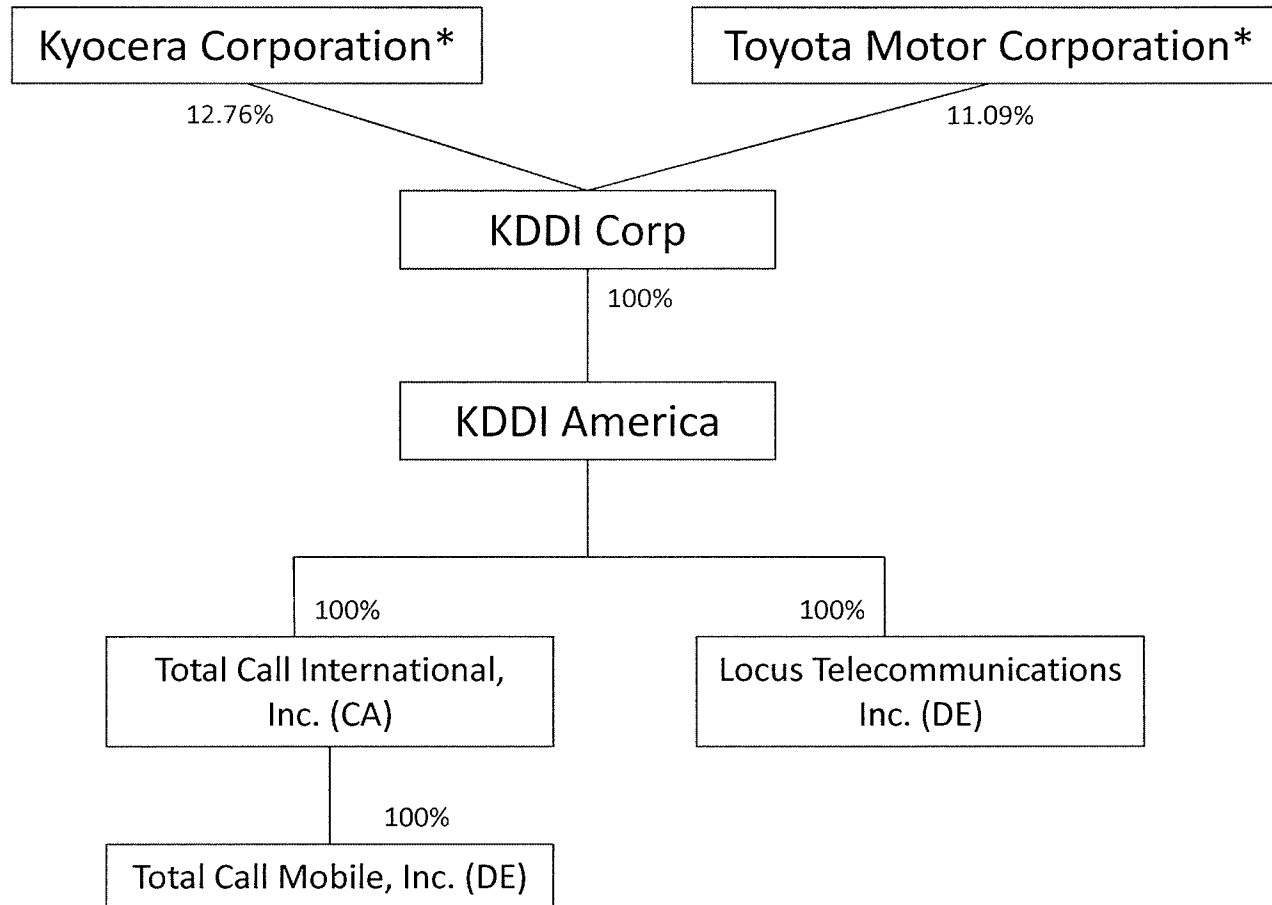 Kyocera Corporation*
Toyota Motor Corporation*
12.76%
11.09%
KDDI Corp
100%
KDDI America
100%
100%
Total Call International,
Inc. (CA)
Locus Telecommunications
Inc. (DE)
100%
Total Call Mobile, Inc. (DE)